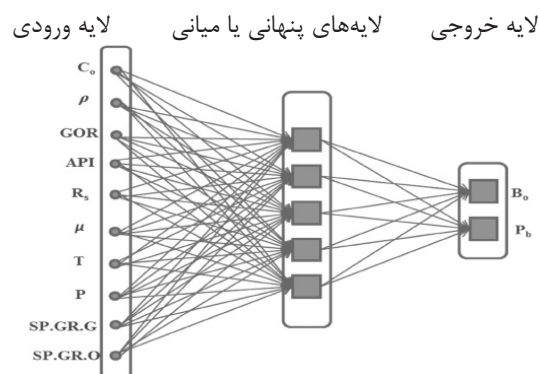 لایه خروجی لایه‌های پنهانی یا میانی لایه ورودی
Co
ρ
GOR
API
Rs
μ
T
P
SP.GR.G
SP.GR.O
Bo
Pb